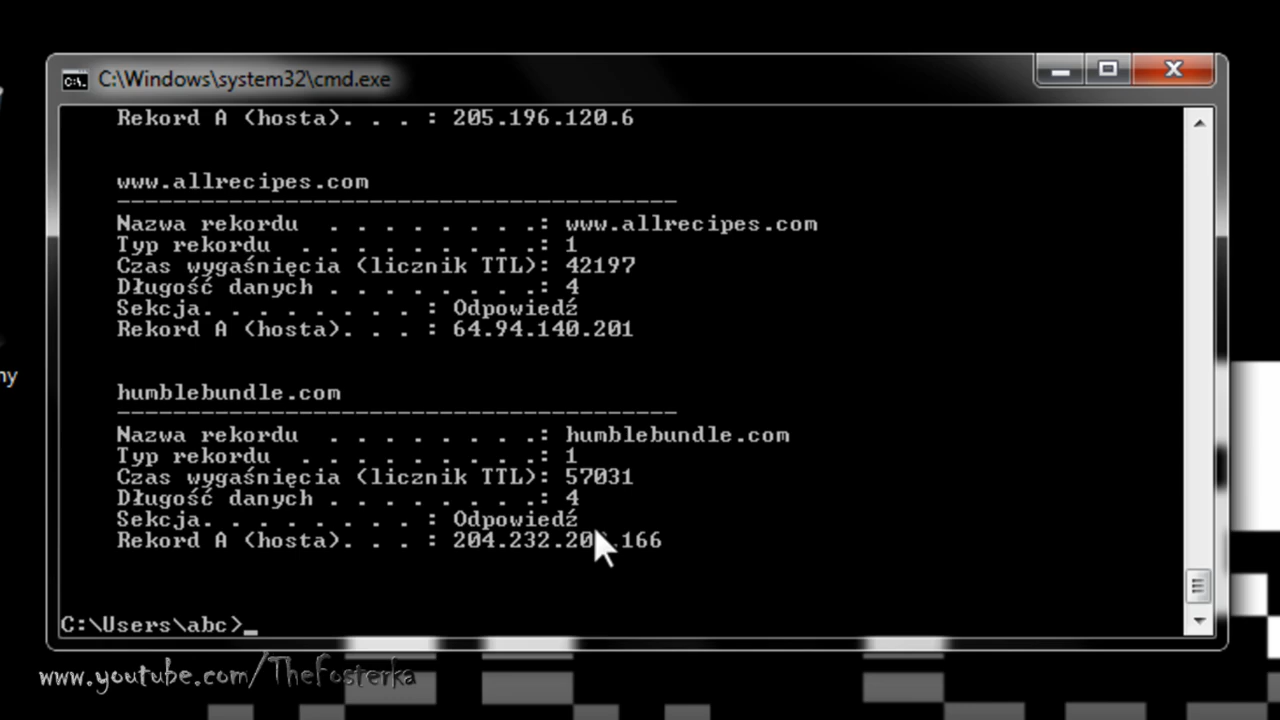 C:\Windows\system32\cmd.exe
Rekord A (hosta). . . : 205.196.120.6
www.allrecipes.com
----------------------------------------
Nazwa rekordu . . . . . . . . : www.allrecipes.com
Typ rekordu . . . . . . . . . : 1
Czas wygaśnięcia (licznik TTL): 42197
Długość danych . . . . . . . . : 4
Sekcja. . . . . . . . : Odpowiedź
Rekord A (hosta). . . : 64.94.140.201
humblebundle.com
----------------------------------------
Nazwa rekordu . . . . . . . . : humblebundle.com
Typ rekordu . . . . . . . . . : 1
Czas wygaśnięcia (licznik TTL): 57031
Długość danych . . . . . . . . : 4
Sekcja. . . . . . . . : Odpowiedź
Rekord A (hosta). . . :
C:\Users\abc>_
ny
www.youtube.com/TheFosterka